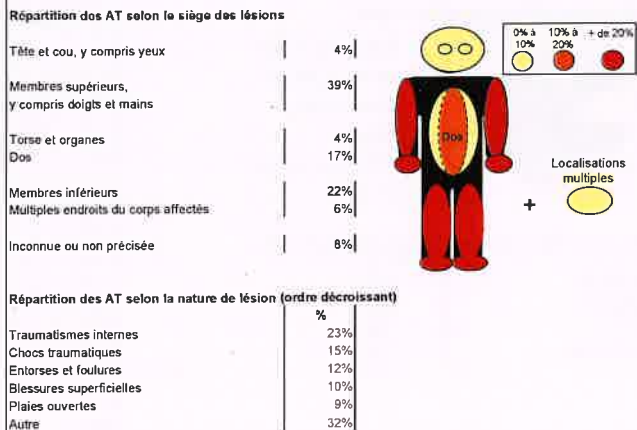 Répartition dos AT selon le siège des lésions
Tête et cou, y compris yeux 4%
Membres supérieurs, 39%
y compris doigts et mains
Torse et organes 4%
Dos 17%
Membres inférieurs 22%
Multiples endroits du corps affectés 6%
Inconnue ou non précisée 8%
0% à 10%
10% à 20%
+ de 20%
Dos
Localisations
multiples
+
Répartition des AT selon la nature de lésion (ordre décroissant)
%
Traumatismes internes 23%
Chocs traumatiques 15%
Entorses et foulures 12%
Blessures superficielles 10%
Plaies ouvertes 9%
Autre 32%